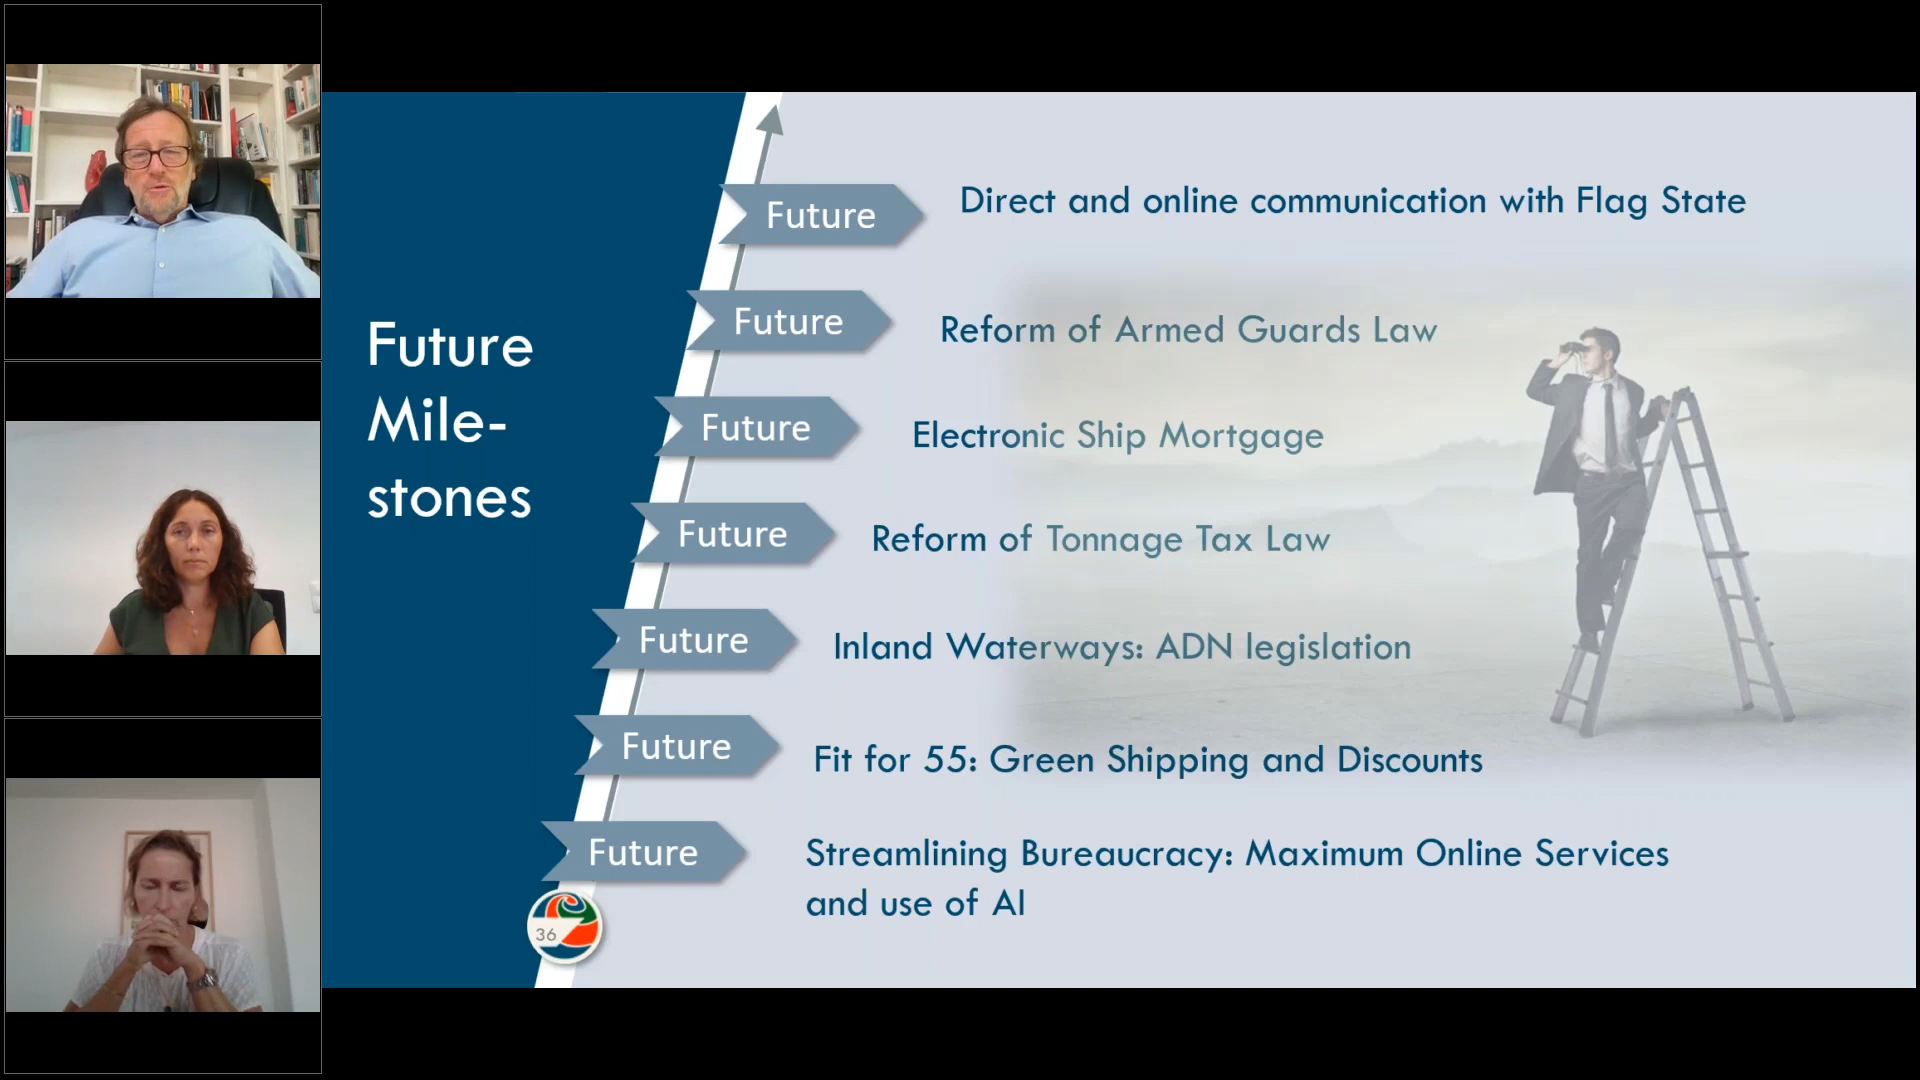 Future
Mile-
stones
Future
Direct and online communication with Flag State
Future
Reform of Armed Guards Law
Future
Electronic Ship Mortgage
Future
Reform of Tonnage Tax Law
Future
Inland Waterways: ADN legislation
Future
Fit for 55: Green Shipping and Discounts
Future
Streamlining Bureaucracy: Maximum Online Services
and use of AI
36